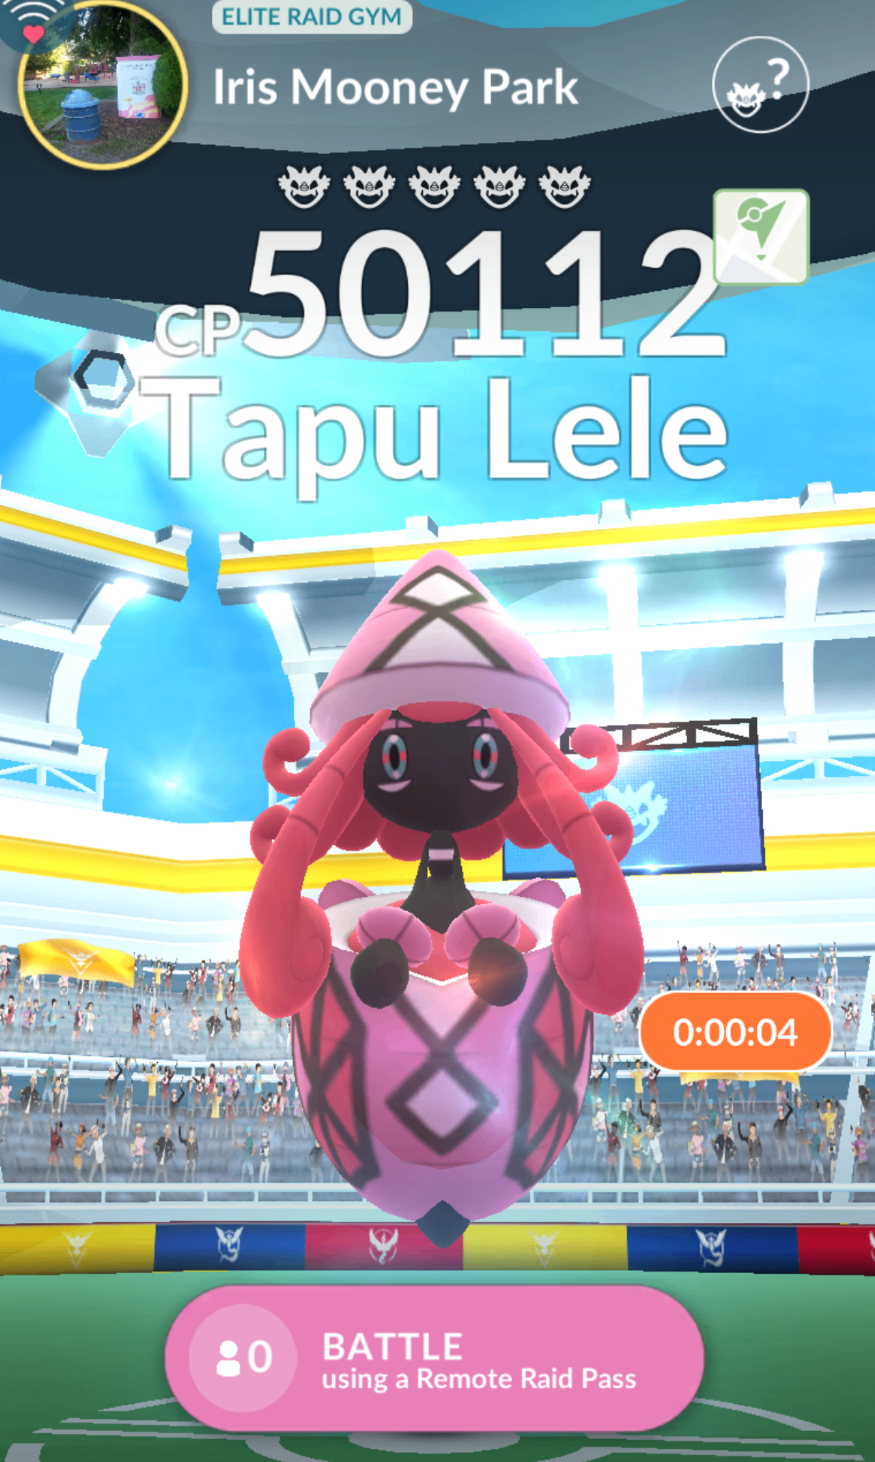 ELITE RAID GYM
Iris Mooney Park
?
CP50112
Tapu Lele
0:00:04
0
BATTLE
using a Remote Raid Pass